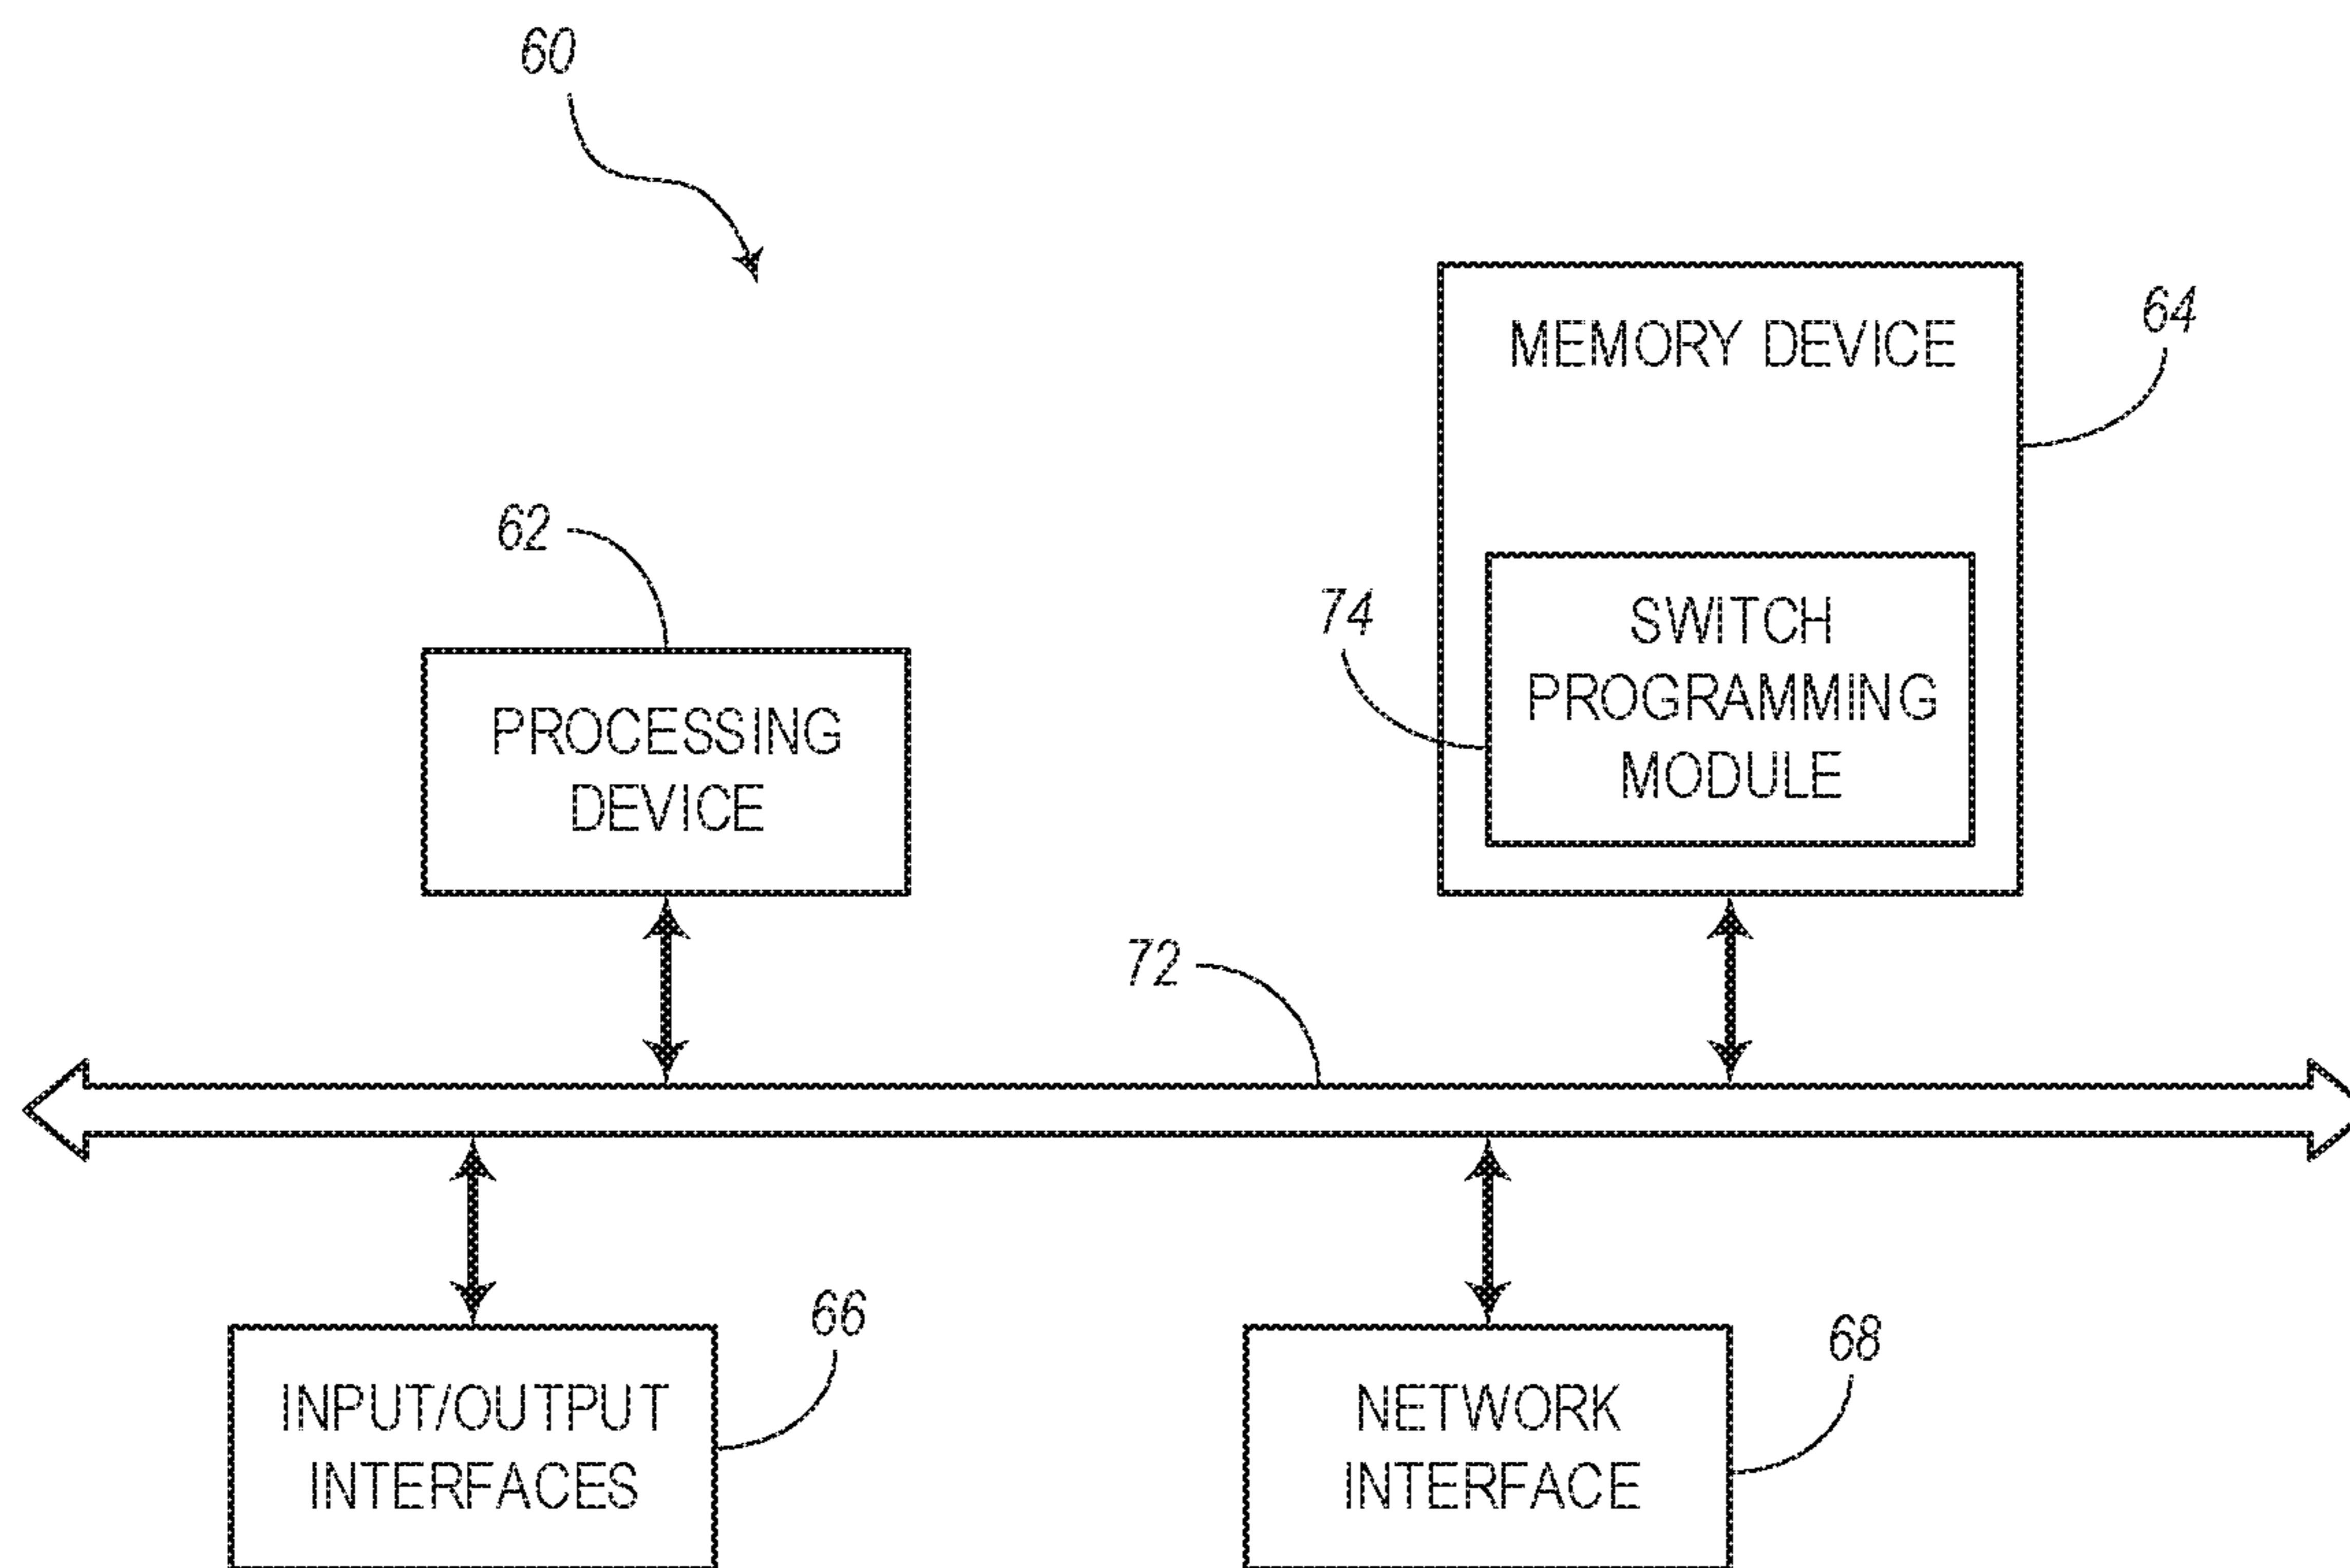 60
MEMORY DEVICE
64
62
74
SWITCH
PROGRAMMING
MODULE
PROCESSING
DEVICE
72
66
68
INPUT/OUTPUT
INTERFACES
NETWORK
INTERFACE